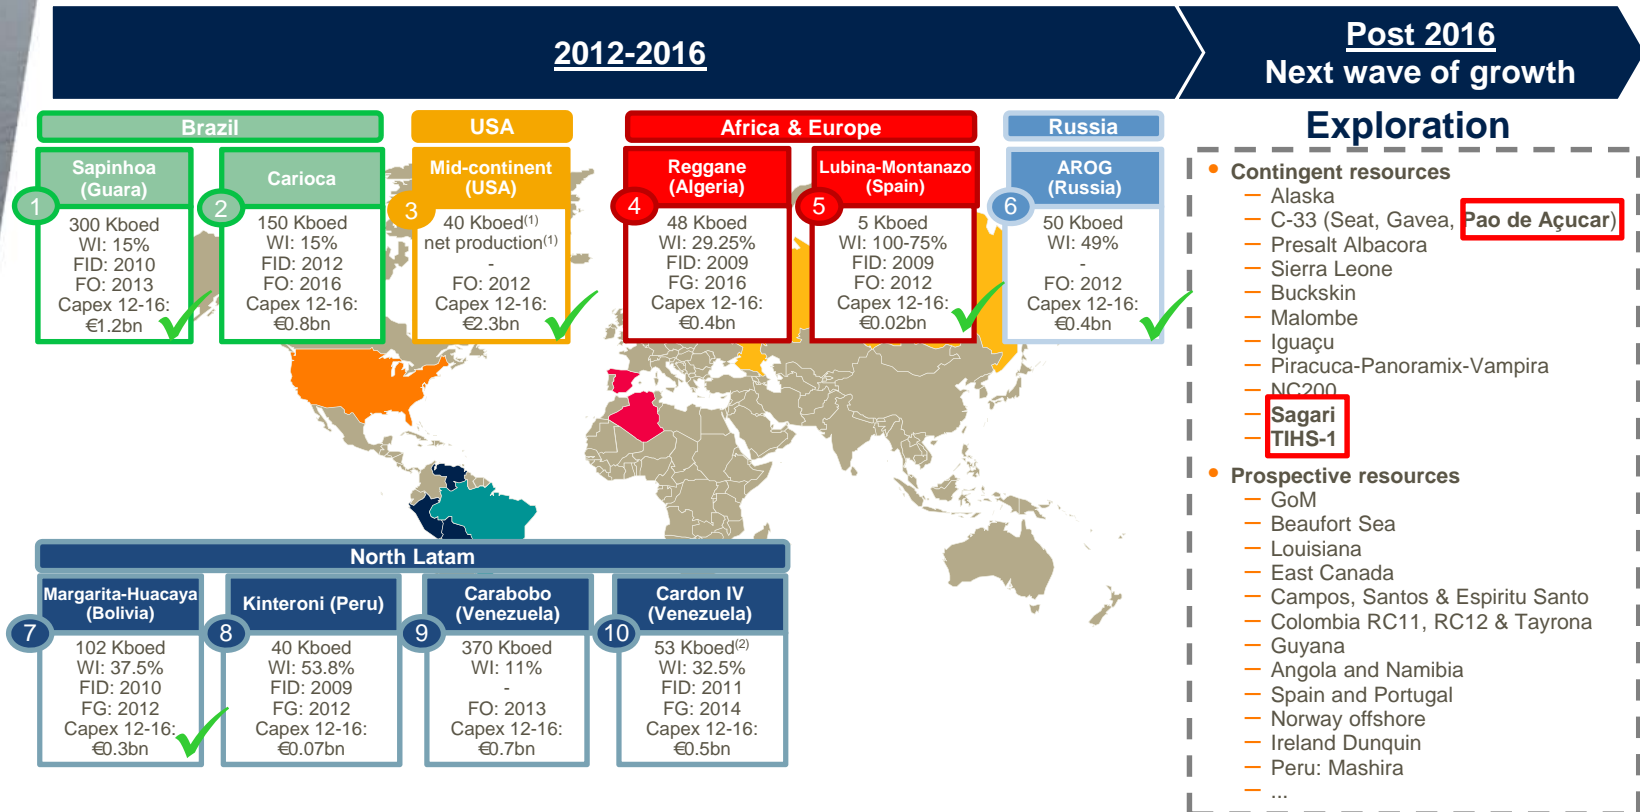 2012-2016
Post 2016
Next wave of growth
Brazil
USA
Africa & Europe
Russia
Sapinhoa
(Guara)
1
300 Kboed
WI: 15%
FID: 2010
FO: 2013
Capex 12-16:
€1.2bn
Carioca
2
150 Kboed
WI: 15%
FID: 2012
FO: 2016
Capex 12-16:
€0.8bn
Mid-continent
(USA)
3
40 Kboed(1)
net production(1)
-
FO: 2012
Capex 12-16:
€2.3bn
Reggane
(Algeria)
4
48 Kboed
WI: 29.25%
FID: 2009
FG: 2016
Capex 12-16:
€0.4bn
Lubina-Montanazo
(Spain)
5
5 Kboed
WI: 100-75%
FID: 2009
FO: 2012
Capex 12-16:
€0.02bn
AROG
(Russia)
6
50 Kboed
WI: 49%
-
FO: 2012
Capex 12-16:
€0.4bn
North Latam
Margarita-Huacaya
(Bolivia)
7
102 Kboed
WI: 37.5%
FID: 2010
FG: 2012
Capex 12-16:
€0.3bn
Kinteroni (Peru)
8
40 Kboed
WI: 53.8%
FID: 2009
FG: 2012
Capex 12-16:
€0.07bn
Carabobo
(Venezuela)
9
370 Kboed
WI: 11%
-
FO: 2013
Capex 12-16:
€0.7bn
Cardon IV
(Venezuela)
10
53 Kboed(2)
WI: 32.5%
FID: 2011
FG: 2014
Capex 12-16:
€0.5bn
Exploration
• Contingent resources
– Alaska
– C-33 (Seat, Gavea, Pao de Açucar)
– Presalt Albacora
– Sierra Leone
– Buckskin
– Malombe
– Iguaçu
– Piracuca-Panoramix-Vampira
– NC200
– Sagari
– TIHS-1
• Prospective resources
– GoM
– Beaufort Sea
– Louisiana
– East Canada
– Campos, Santos & Espiritu Santo
– Colombia RC11, RC12 & Tayrona
– Guyana
– Angola and Namibia
– Spain and Portugal
– Norway offshore
– Ireland Dunquin
– Peru: Mashira
– ...